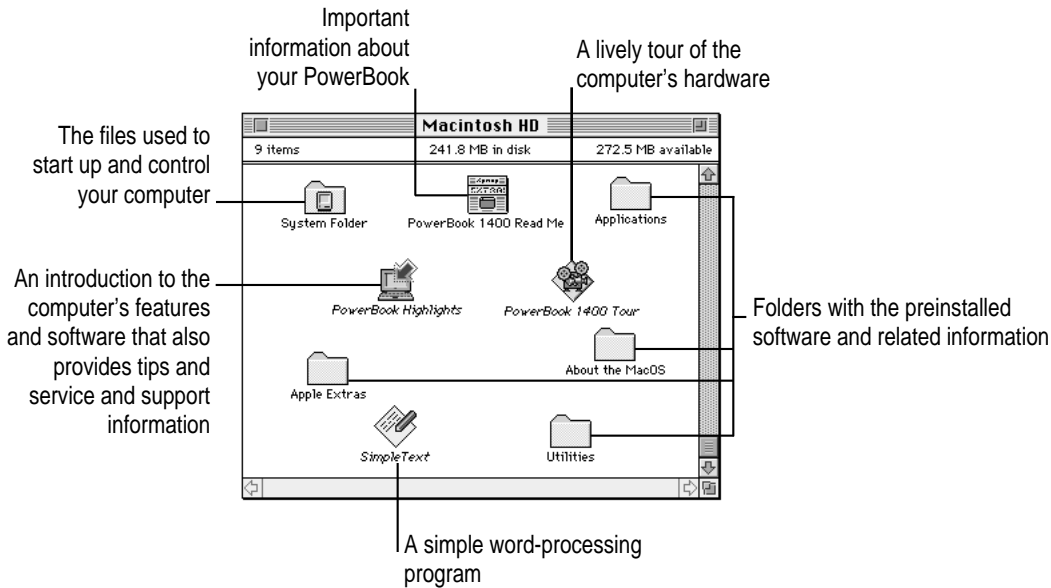 Important
information about
your PowerBook
A lively tour of the
computer’s hardware
The files used to
start up and control
your computer
An introduction to the
computer’s features
and software that also
provides tips and
service and support
information
Macintosh HD
9 items 241.8 MB in disk 272.5 MB available
EXTRA!
System Folder PowerBook 1400 Read Me Applications
PowerBook Highlights PowerBook 1400 Tour
About the MacOS
Apple Extras
SimpleText Utilities
Folders with the preinstalled
software and related information
A simple word-processing
program